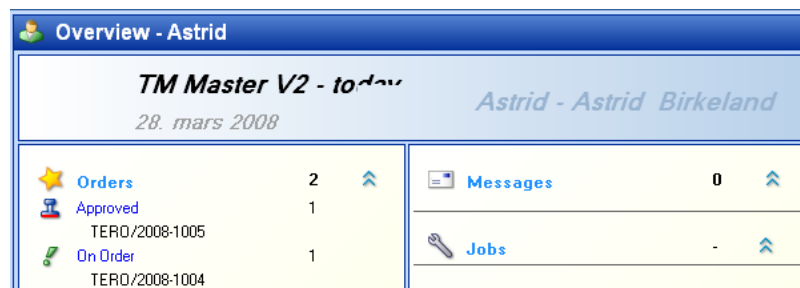 Overview - Astrid
TM Master V2 - today
28. mars 2008
Astrid - Astrid Birkeland
Orders 2
Approved 1
TERO/2008-1005
On Order 1
TERO/2008-1004
Messages 0
Jobs -